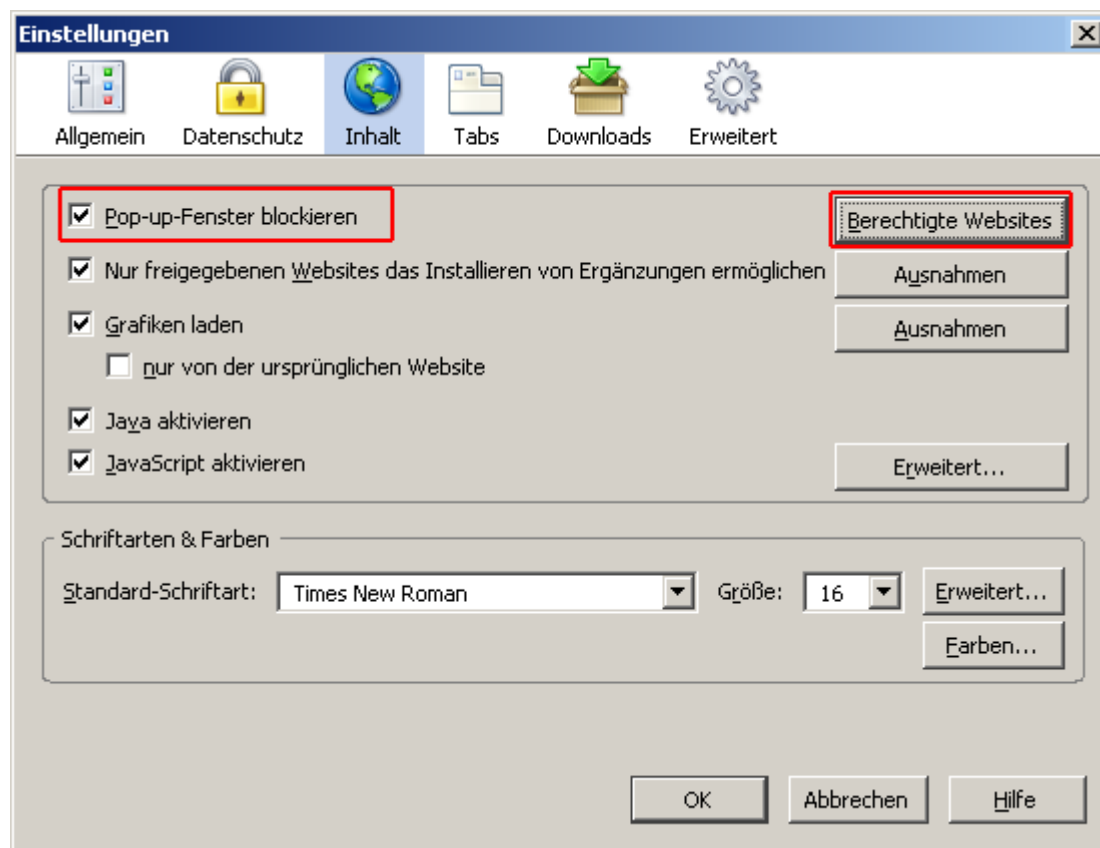 Einstellungen
Allgemein Datenschutz Inhalt Tabs Downloads Erweitert
Pop-up-Fenster blockieren Berechtigte Websites
Nur freigegebenen Websites das Installieren von Ergänzungen ermöglichen Ausnahmen
Grafiken laden Ausnahmen
nur von der ursprünglichen Website
Java aktivieren
JavaScript aktivieren Erweitert...
Schriftarten & Farben
Standard-Schriftart: Times New Roman Größe: 16 Erweitert...
Farben...
OK Abbrechen Hilfe